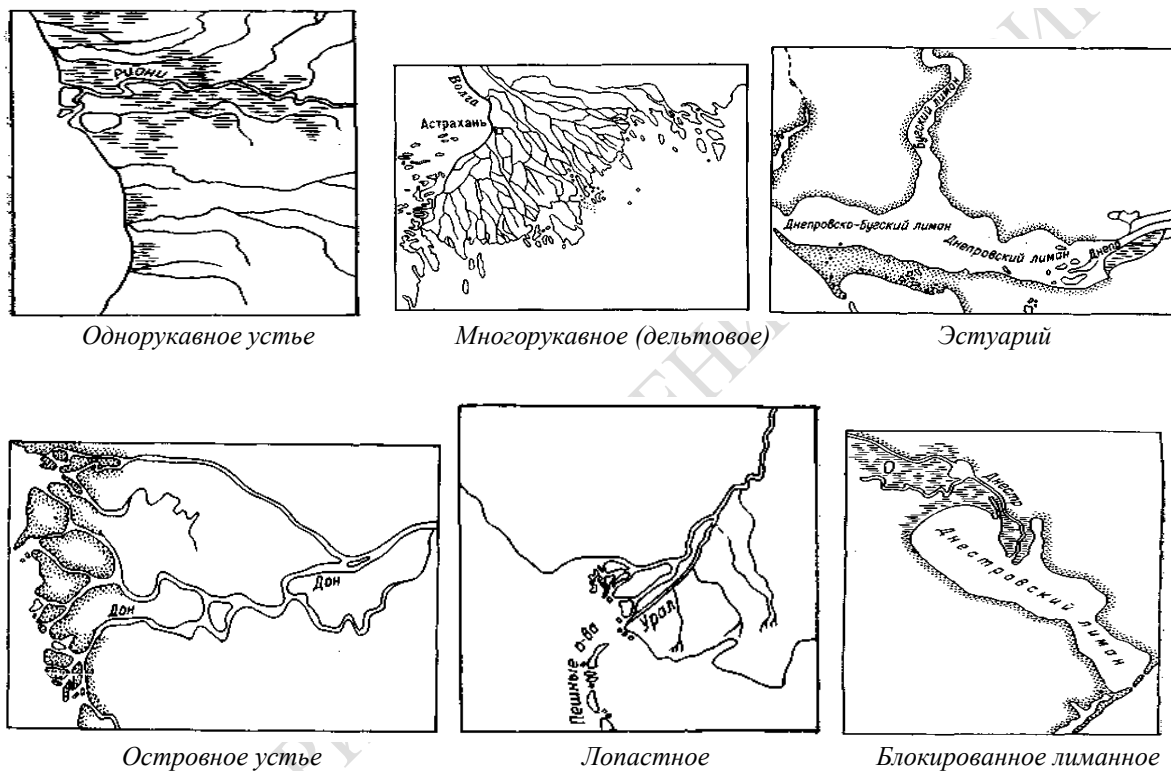 Риони
Однорукавное устье
Волга
Астрахань
Многорукавное (дельтовое)
Бугский лиман
Днепровско-Бугский лиман
Днепровский лиман
Днепр
Эстуарий
Дон
Дон
Островное устье
Урал
Пешные о-ва
Лопастное
Днестр
Днестровский лиман
Блокированное лиманное